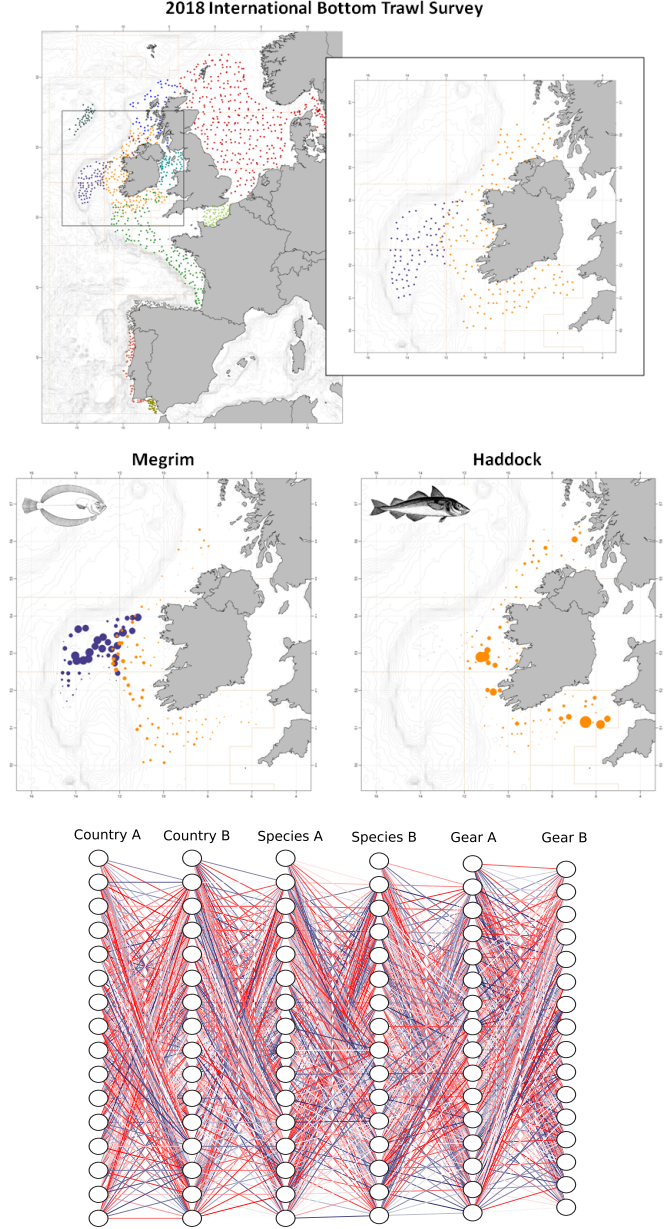 2018 International Bottom Trawl Survey
Megrim
Haddock
Country A Country B Species A Species B Gear A Gear B